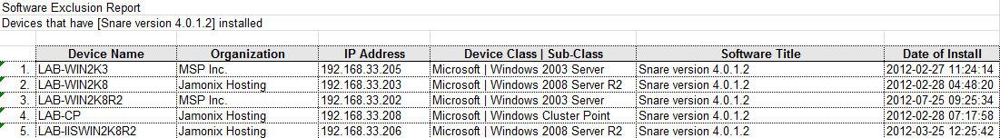 Software Exclusion Report
Devices that have [Snare version 4.0.1.2] installed
Device Name Organization IP Address Device Class | Sub-Class Software Title Date of Install
1. LAB-WIN2K3 MSP Inc. 192.168.33.205 Microsoft | Windows 2003 Server Snare version 4.0.1.2 2012-02-27 11:24:14
2. LAB-WIN2K8 Jamonix Hosting 192.168.33.203 Microsoft | Windows 2008 Server R2 Snare version 4.0.1.2 2012-02-28 04:48:20
3. LAB-WIN2K8R2 MSP Inc. 192.168.33.202 Microsoft | Windows 2003 Server Snare version 4.0.1.2 2012-07-25 09:25:34
4. LAB-CP Jamonix Hosting 192.168.33.208 Microsoft | Windows Cluster Point Snare version 4.0.1.2 2012-02-28 07:17:58
5. LAB-IISWIN2K8R2 Jamonix Hosting 192.168.33.206 Microsoft | Windows 2008 Server R2 Snare version 4.0.1.2 2012-03-25 12:25:42